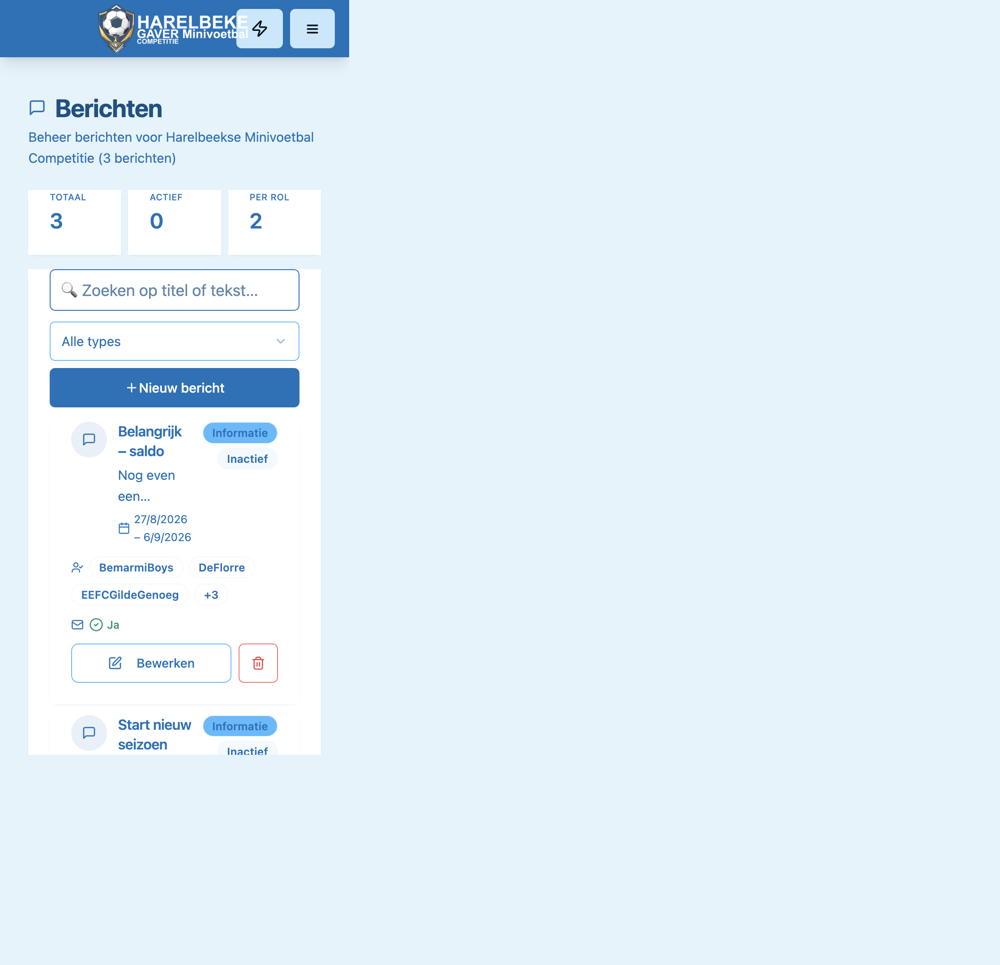 HARELBEKE
GAVER Minivoetbal
COMPETITIE
Berichten
Beheer berichten voor Harelbeekse Minivoetbal
Competitie (3 berichten)
TOTAAL
3
ACTIEF
0
PER ROL
2
🔍 Zoeken op titel of tekst...
Alle types
Nieuw bericht
Belangrijk
– saldo
Informatie
Inactief
Nog even
een...
27/8/2026
– 6/9/2026
BemarmiBoys
DeFlorre
EEFCGildeGenoeg
+3
Ja
Bewerken
Start nieuw
seizoen
Informatie
Inactief